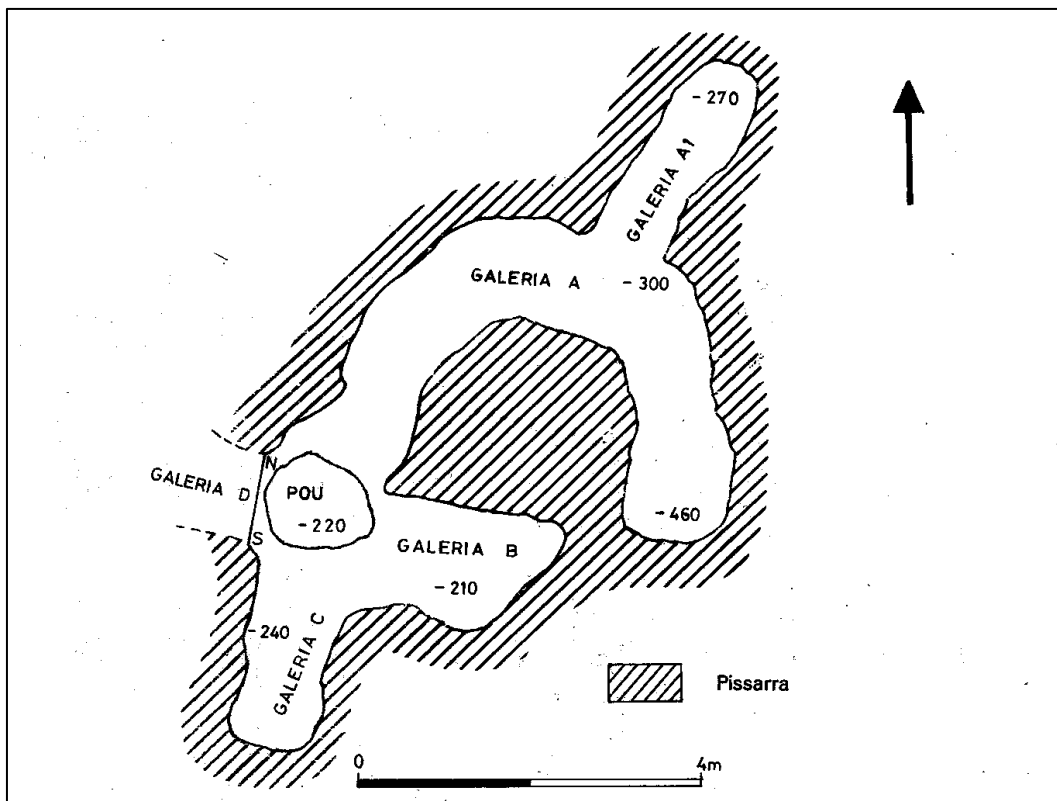 - 270
GALERIA A1
GALERIA A
- 300
N
GALERIA D
POU
- 220
S
- 460
GALERIA B
- 210
- 240
GALERIA C
Pissarra
0
4m